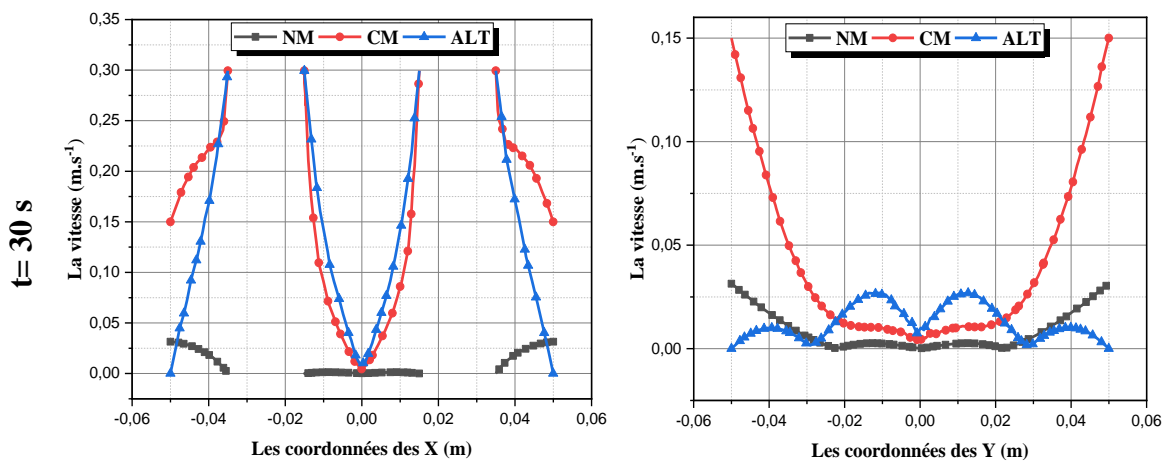 t= 30 s
La vitesse (m.s-1)
NM CM ALT
0,35
0,30
0,25
0,20
0,15
0,10
0,05
0,00
-0,06 -0,04 -0,02 0,00 0,02 0,04 0,06
Les coordonnées des X (m)
La vitesse (m.s-1)
NM CM ALT
0,15
0,10
0,05
0,00
-0,06 -0,04 -0,02 0,00 0,02 0,04 0,06
Les coordonnées des Y (m)